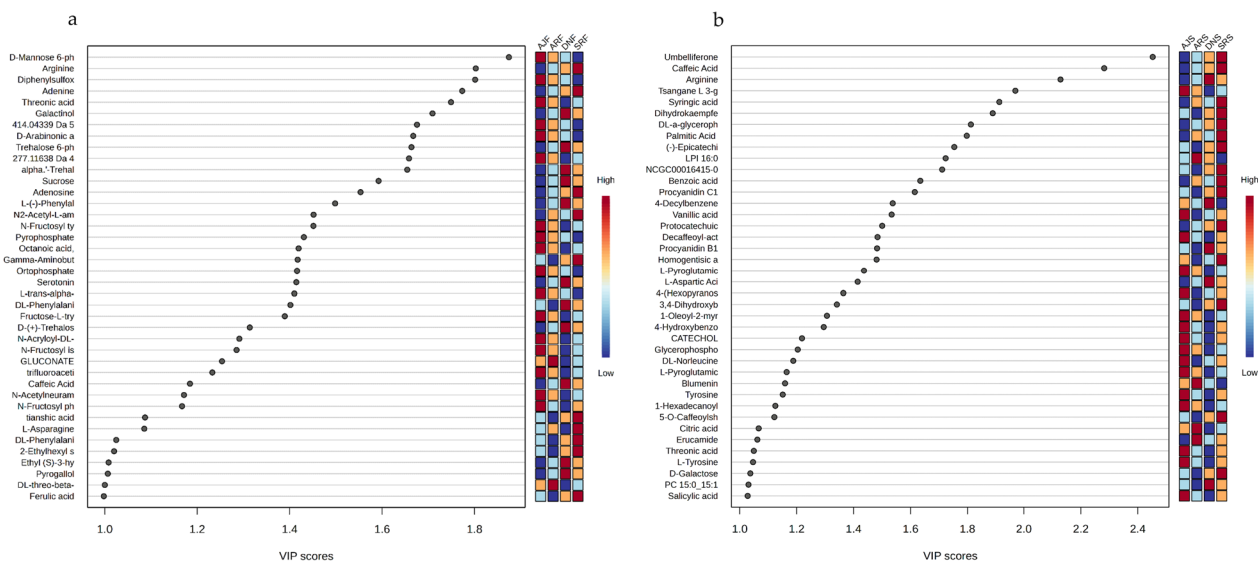 a
AJF ARF DNF SRF
D-Mannose 6-ph
Arginine
Diphenylsulfox
Adenine
Threonic acid
Galactinol
414.04339 Da 5
D-Arabinonic a
Trehalose 6-ph
277.11638 Da 4
alpha.'-Trehal
Sucrose
Adenosine
L-(-)-Phenylal
N2-Acetyl-L-am
N-Fructosyl ty
Pyrophosphate
Octanoic acid,
Gamma-Aminobut
Ortophosphate
Serotonin
L-trans-alpha-
DL-Phenylalani
Fructose-L-try
D-(+)-Trehalos
N-Acryloyl-DL-
N-Fructosyl is
GLUCONATE
trifluoroaceti
Caffeic Acid
N-Acetylneuram
N-Fructosyl ph
tianshic acid
L-Asparagine
DL-Phenylalani
2-Ethylhexyl s
Ethyl (S)-3-hy
Pyrogallol
DL-threo-beta-
Ferulic acid
High
Low
1.0 1.2 1.4 1.6 1.8
VIP scores
b
AJS ARS DNS SRS
Umbelliferone
Caffeic Acid
Arginine
Tsangane L 3-g
Syringic acid
Dihydrokaempfe
DL-a-glyceroph
Palmitic Acid
(-)-Epicatechi
LPI 16:0
NCGC00016415-0
Benzoic acid
Procyanidin C1
4-Decylbenzene
Vanillic acid
Protocatechuic
Decaffeoyl-act
Procyanidin B1
Homogentisic a
L-Pyroglutamic
L-Aspartic Aci
4-(Hexopyranos
3,4-Dihydroxyb
1-Oleoyl-2-myr
4-Hydroxybenzo
CATECHOL
Glycerophospho
DL-Norleucine
L-Pyroglutamic
Blumenin
Tyrosine
1-Hexadecanoyl
5-O-Caffeoylsh
Citric acid
Erucamide
Threonic acid
L-Tyrosine
D-Galactose
PC 15:0_15:1
Salicylic acid
High
Low
1.0 1.2 1.4 1.6 1.8 2.0 2.2 2.4
VIP scores